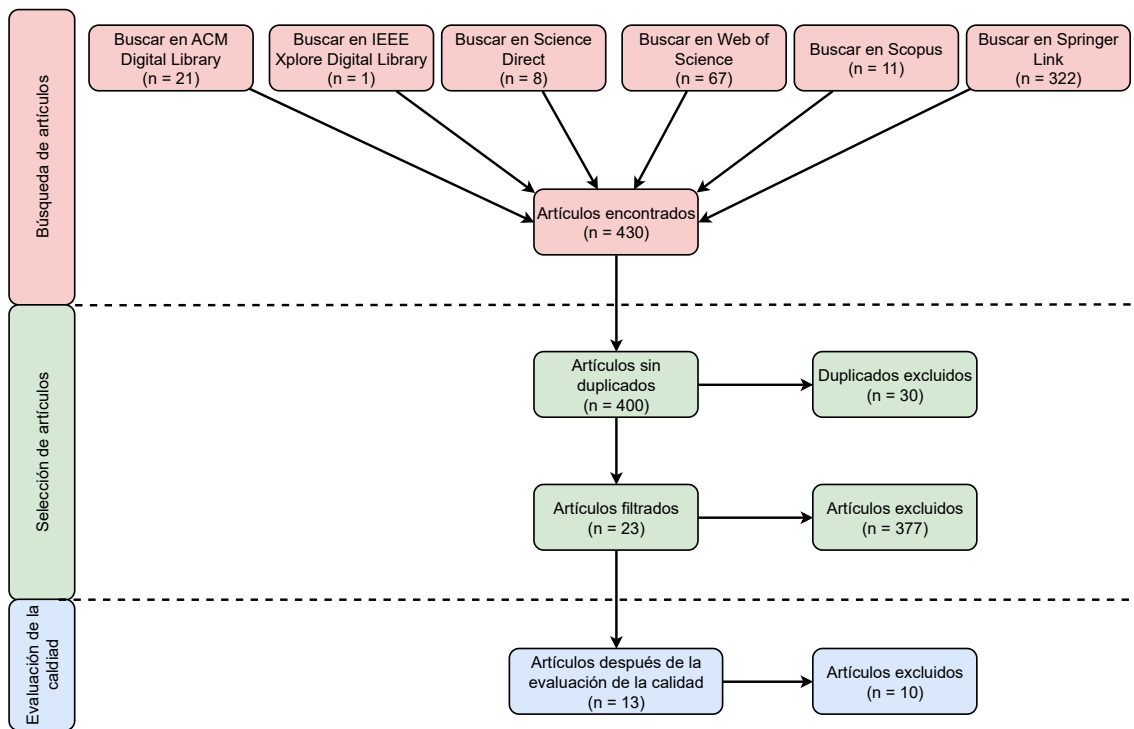 Búsqueda de artículos
Buscar en ACM
Digital Library
(n = 21)
Buscar en IEEE
Xplore Digital Library
(n = 1)
Buscar en Science
Direct
(n = 8)
Buscar en Web of
Science
(n = 67)
Buscar en Scopus
(n = 11)
Buscar en Springer
Link
(n = 322)
Artículos encontrados
(n = 430)
Selección de artículos
Artículos sin
duplicados
(n = 400)
Duplicados excluidos
(n = 30)
Artículos filtrados
(n = 23)
Artículos excluidos
(n = 377)
Evaluación de la
caldiad
Artículos después de la
evaluación de la calidad
(n = 13)
Artículos excluidos
(n = 10)